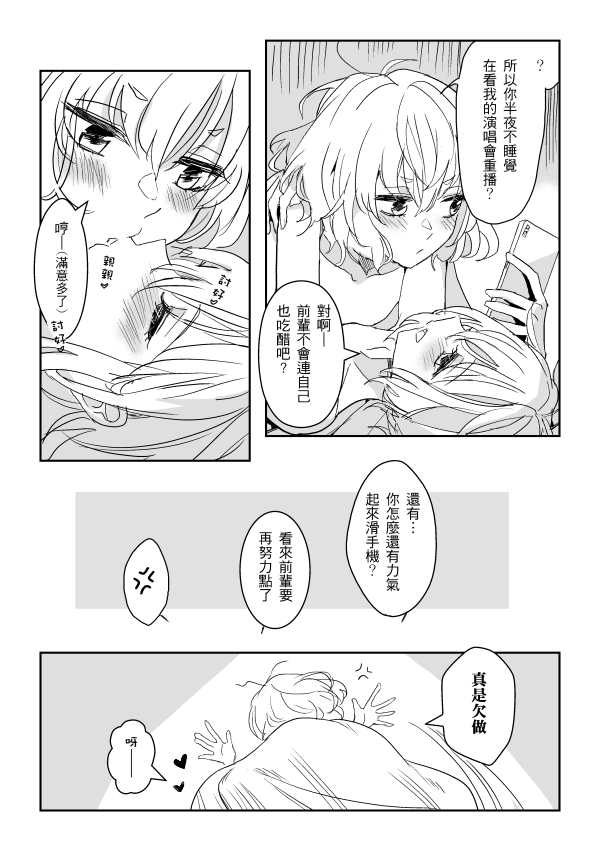 ？
所以你半夜不睡覺
在看我的演唱會重播？
對啊—
前輩不會連自己
也吃醋吧？
親親
討好
討好
哼—（滿意多了）
還有…
你怎麼還有力氣
起來滑手機？
看來前輩要
再努力點了
真是欠做
呀——